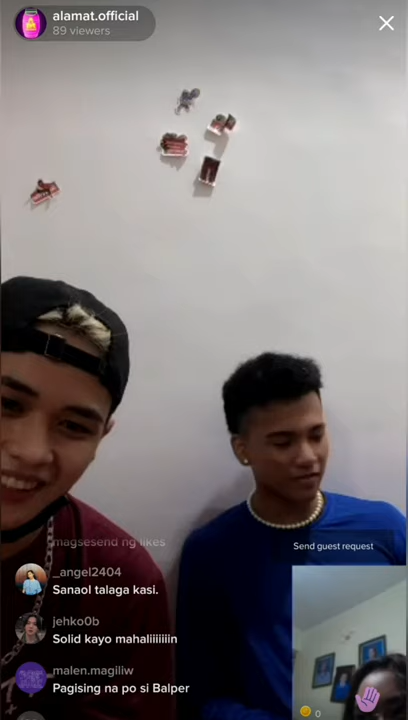 alamat.official
89 viewers
magsesend ng likes
Send guest request
_angel2404
Sanaol talaga kasi.
jehko0b
Solid kayo mahaliiiiiin
malen.magiliw
Pagising na po si Balper
0